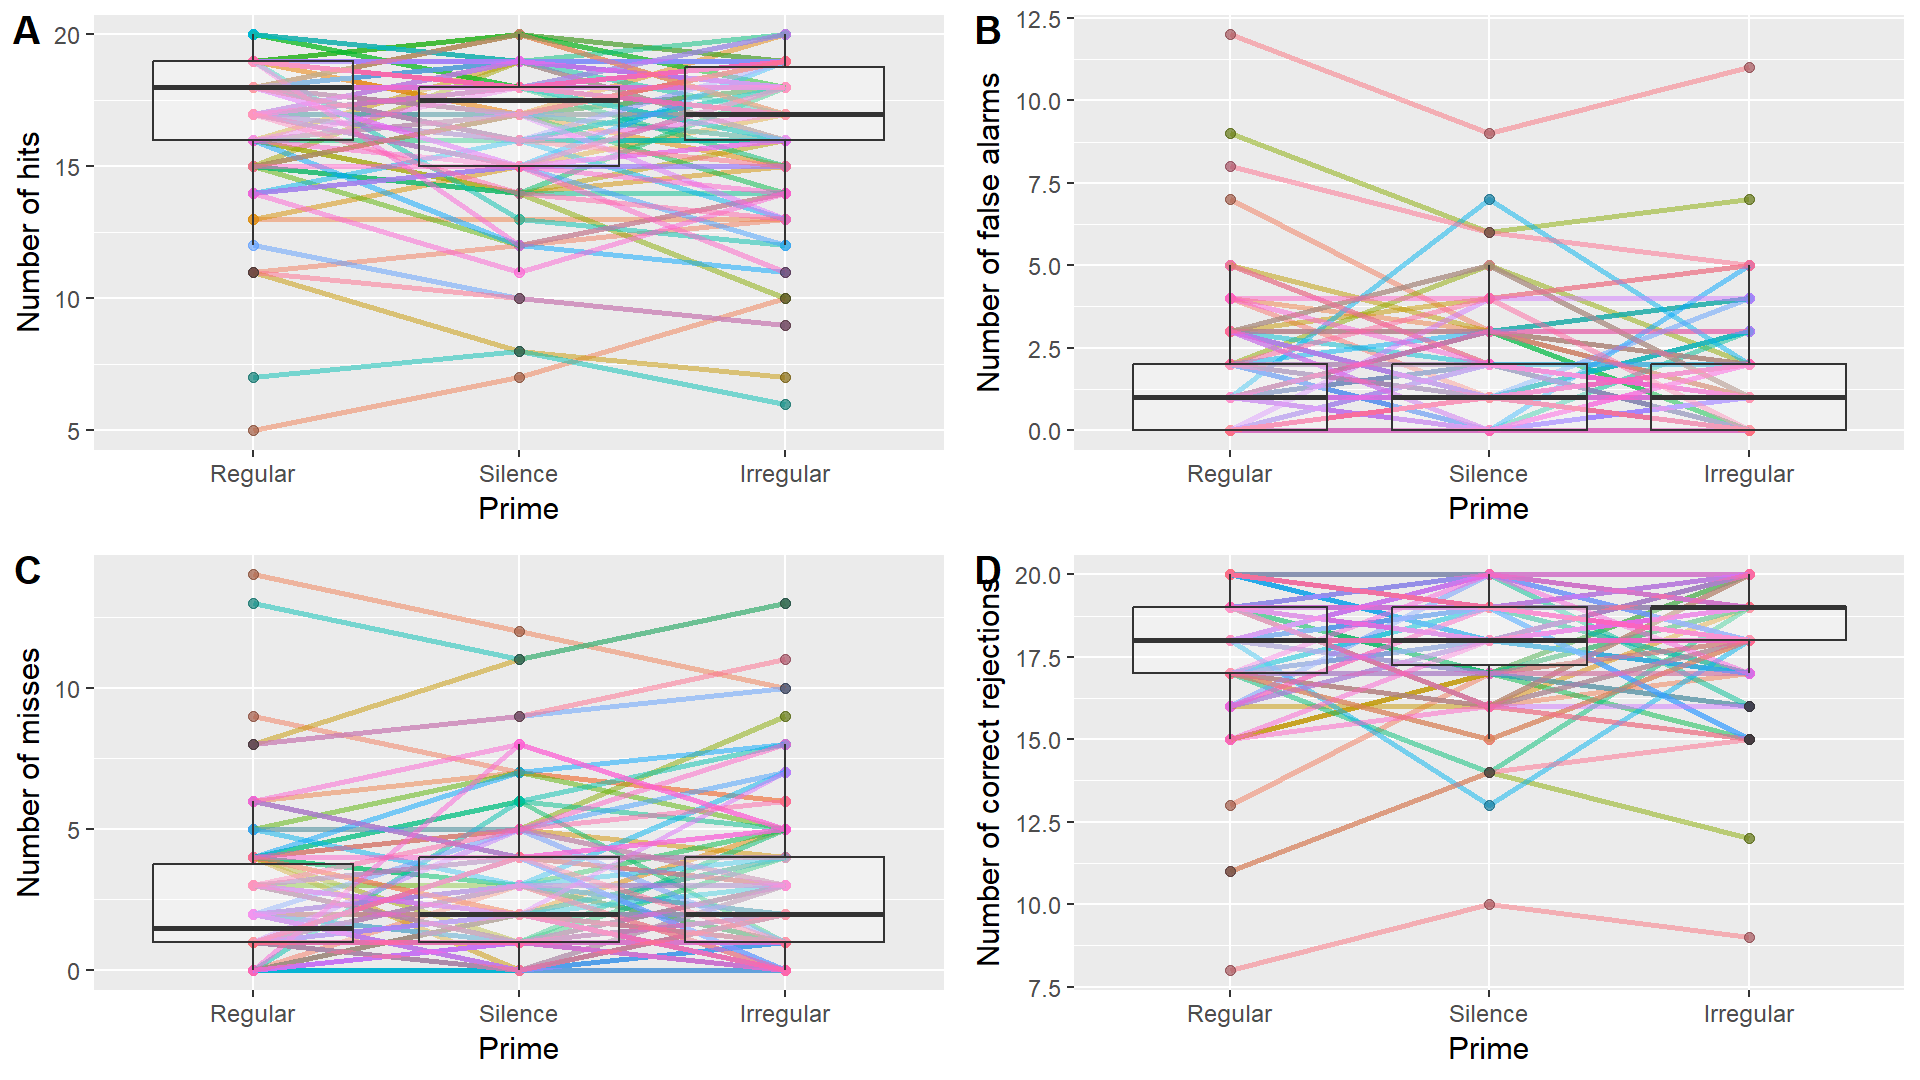 A
20
15
10
5
Number of hits
Regular Silence Irregular
Prime
B
12.5
10.0
7.5
5.0
2.5
0.0
Number of false alarms
Regular Silence Irregular
Prime
C
10
5
0
Number of misses
Regular Silence Irregular
Prime
D
20.0
17.5
15.0
12.5
10.0
7.5
Number of correct rejections
Regular Silence Irregular
Prime